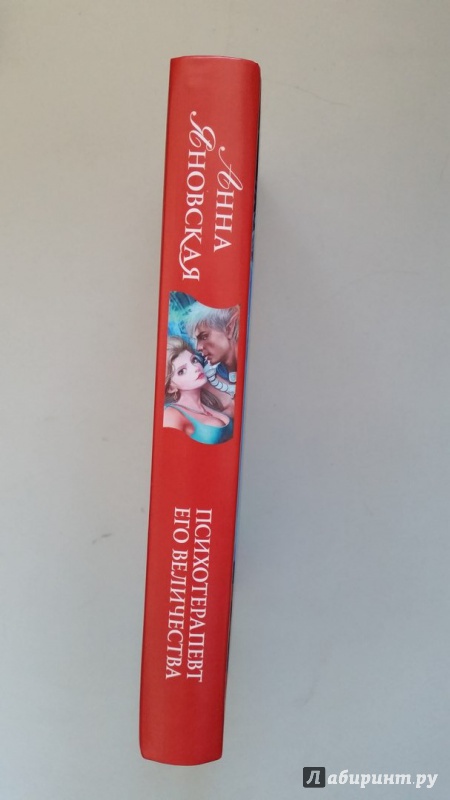 АННА
ЯНОВСКАЯ
ПСИХОТЕРАПЕВТ
ЕГО ВЕЛИЧЕСТВА
Лабиринт.ру